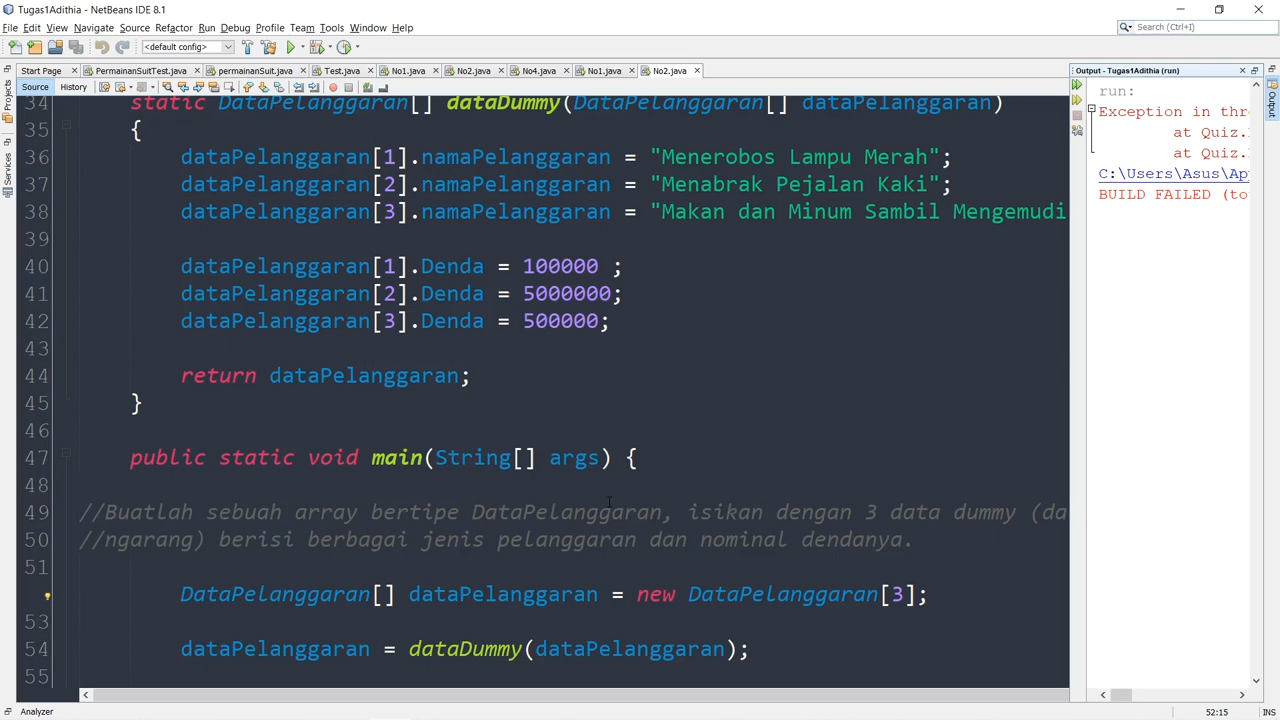 Tugas1Adithia - NetBeans IDE 8.1
File Edit View Navigate Source Refactor Run Debug Profile Team Tools Window Help
Search (Ctrl+I)
<default config>
Start Page PermainanSuitTest.java permainanSuit.java Test.java No1.java No2.java No4.java No1.java No2.java
Output - Tugas1Adithia (run)
Source History
Projects
Services
Output
34 static DataPelanggaran[] dataDummy(DataPelanggaran[] dataPelanggaran)
35 {
36 dataPelanggaran[1].namaPelanggaran = "Menerobos Lampu Merah";
37 dataPelanggaran[2].namaPelanggaran = "Menabrak Pejalan Kaki";
38 dataPelanggaran[3].namaPelanggaran = "Makan dan Minum Sambil Mengemudi
39
40 dataPelanggaran[1].Denda = 100000 ;
41 dataPelanggaran[2].Denda = 5000000;
42 dataPelanggaran[3].Denda = 500000;
43
44 return dataPelanggaran;
45 }
46
47 public static void main(String[] args) {
48
49 //Buatlah sebuah array bertipe DataPelanggaran, isikan dengan 3 data dummy (da
50 //ngarang) berisi berbagai jenis pelanggaran dan nominal dendanya.
51
DataPelanggaran[] dataPelanggaran = new DataPelanggaran[3];
53
54 dataPelanggaran = dataDummy(dataPelanggaran);
55
run:
Exception in thr
at Quiz.
at Quiz.
C:\Users\Asus\Ap
BUILD FAILED (to
Analyzer
52:15
INS